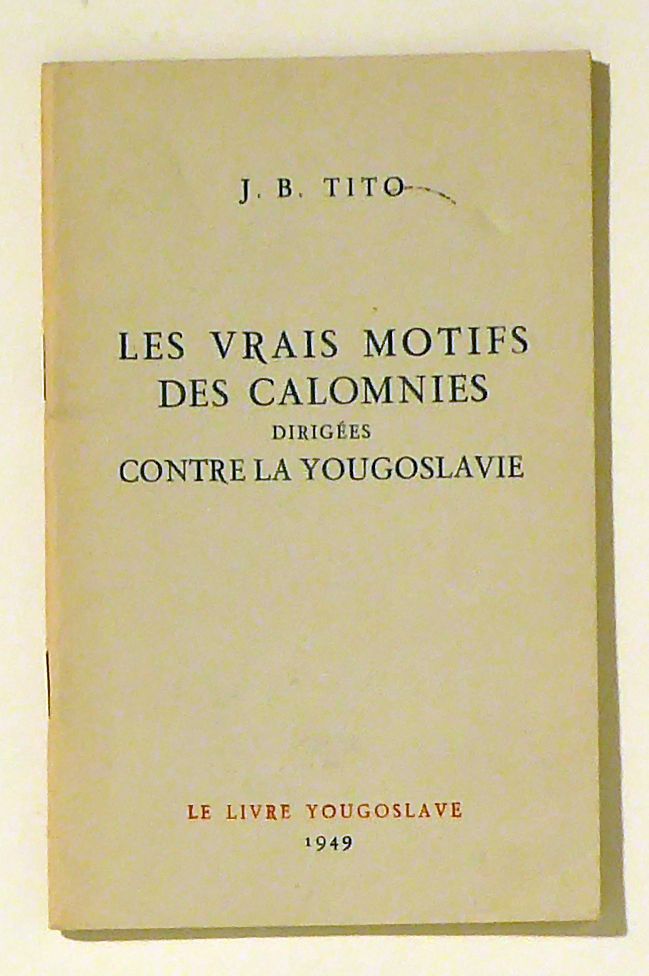 J. B. TITO
LES VRAIS MOTIFS
DES CALOMNIES
DIRIGÉES
CONTRE LA YOUGOSLAVIE
LE LIVRE YOUGOSLAVE
1949